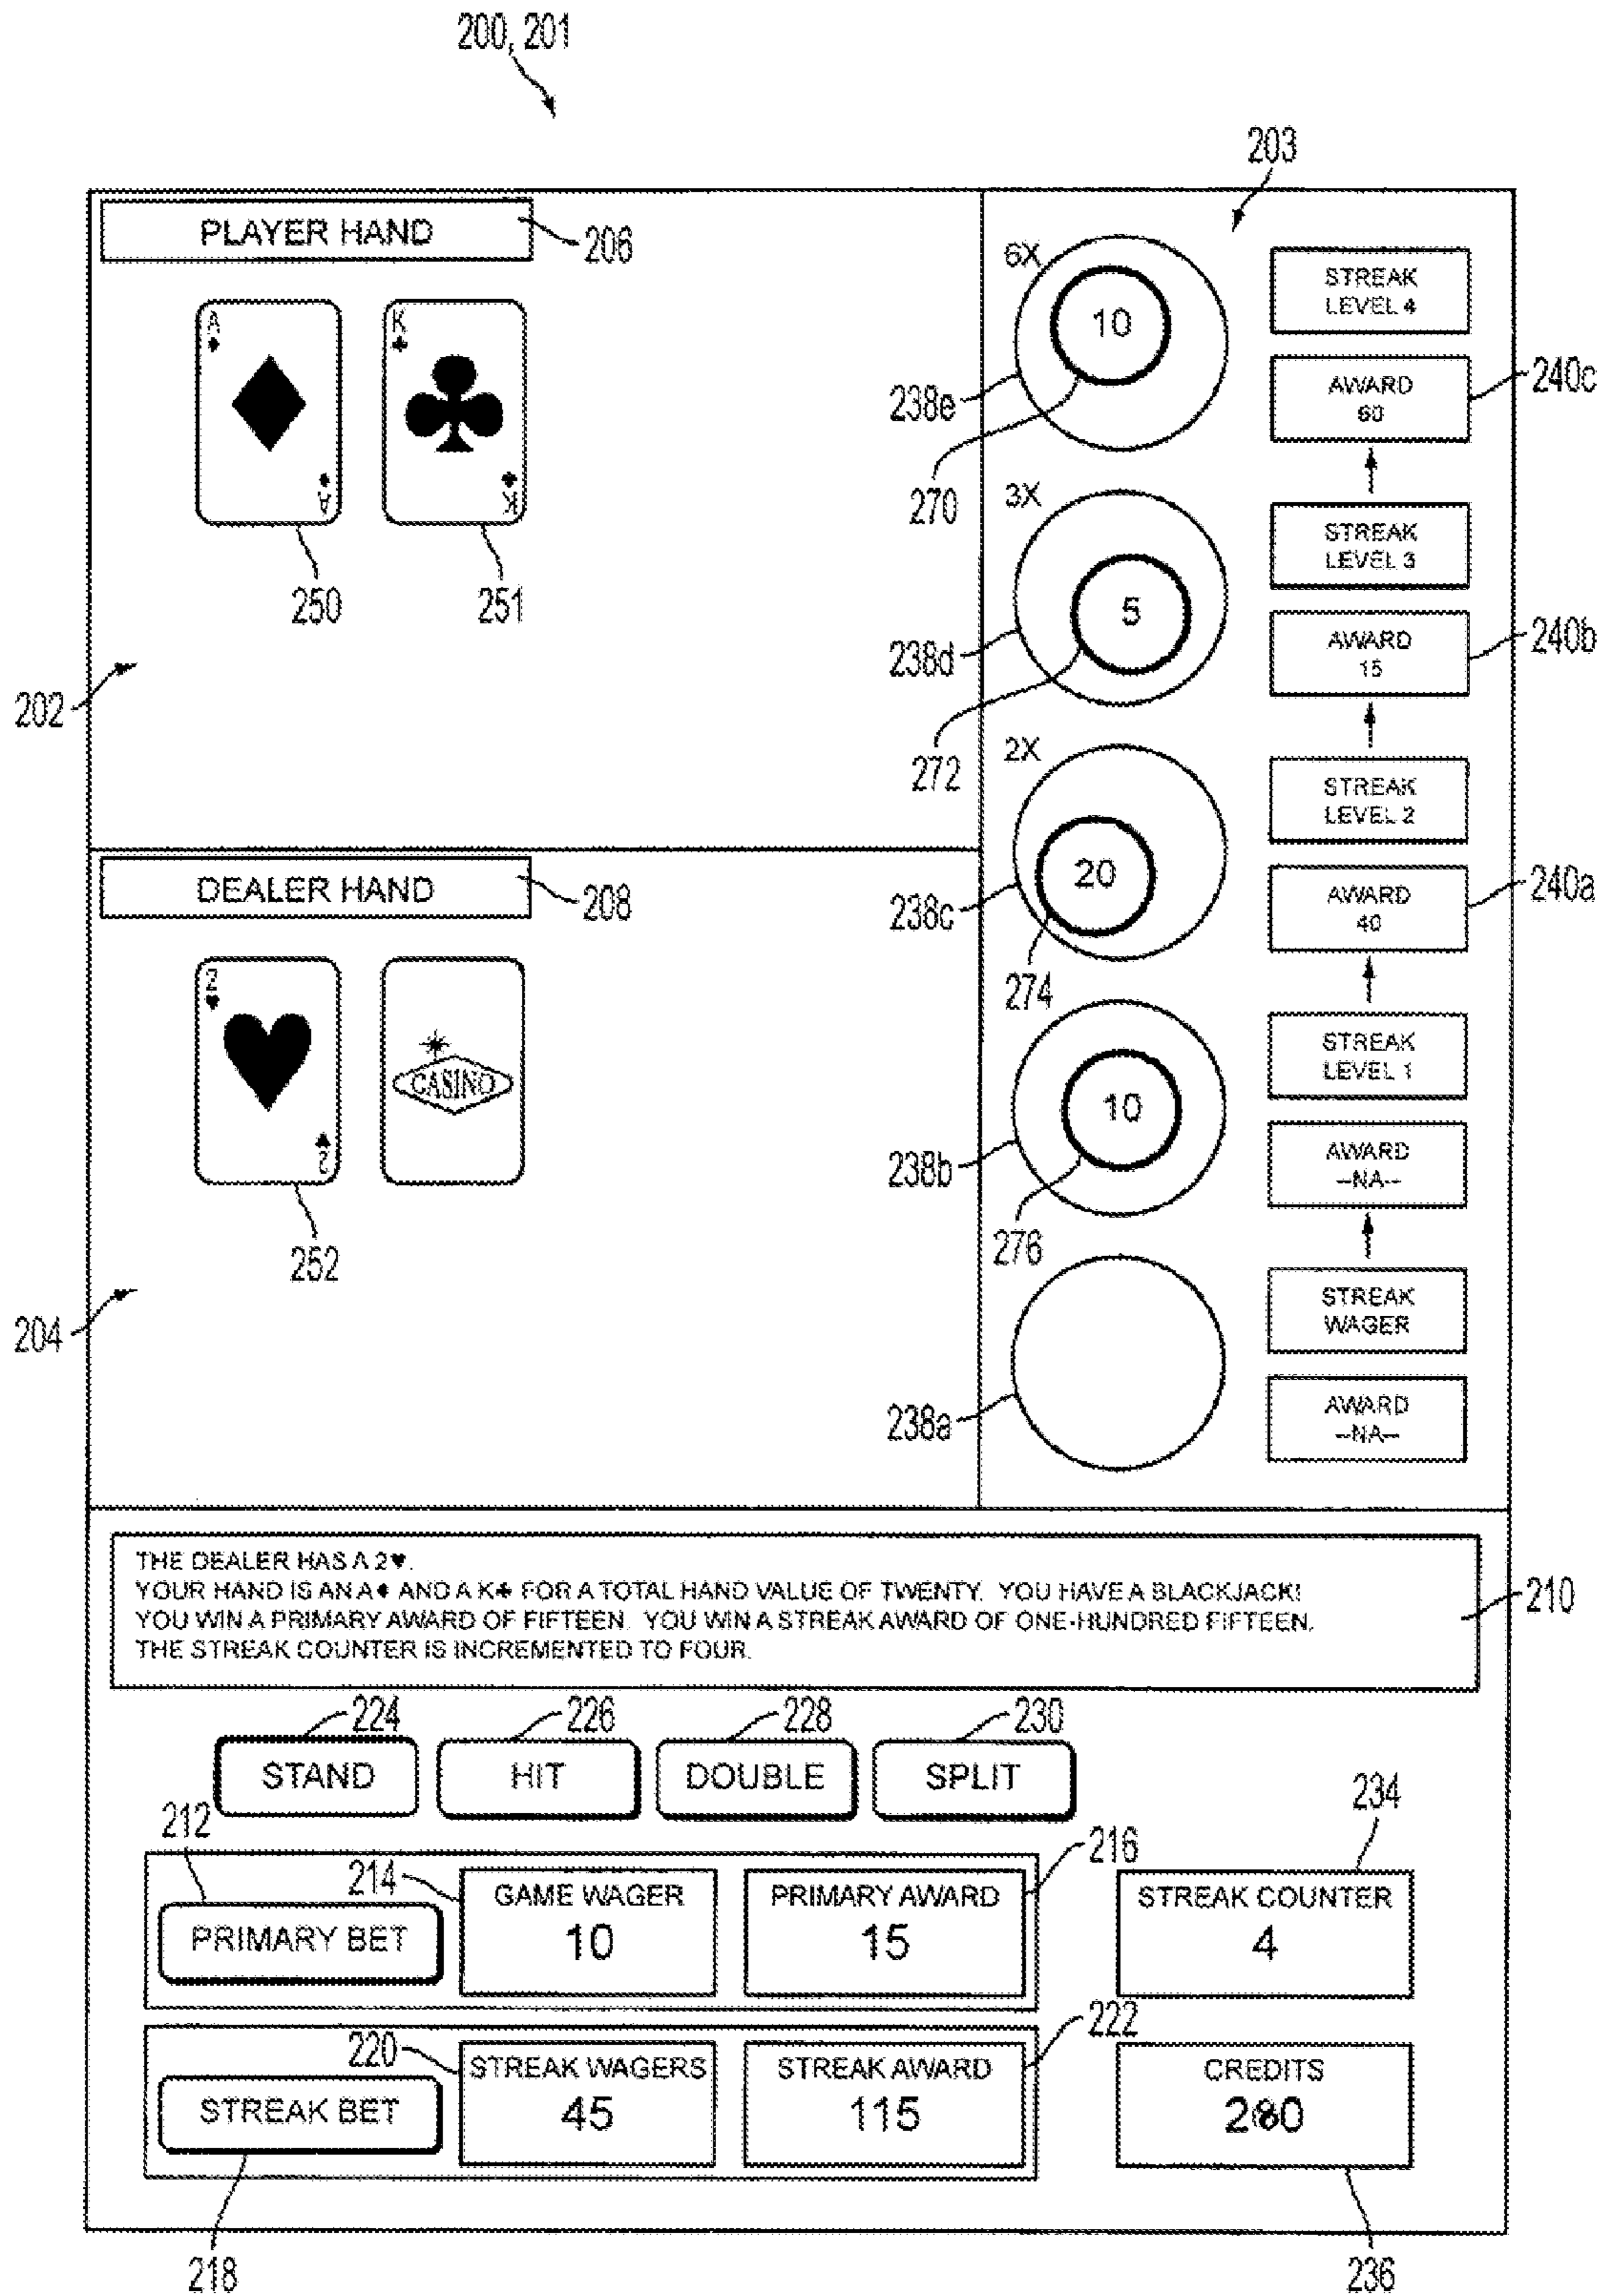 200, 201
203
PLAYER HAND
206
A♦
A♦
K♣
K♣
250
251
202
DEALER HAND
208
2♥
2♥
CASINO
252
204
6X
10
238e
270
STREAK
LEVEL 4
AWARD
60
240c
3X
5
238d
272
STREAK
LEVEL 3
AWARD
15
240b
2X
20
238c
274
STREAK
LEVEL 2
AWARD
40
240a
10
238b
276
STREAK
LEVEL 1
AWARD
--NA--
238a
STREAK
WAGER
AWARD
--NA--
THE DEALER HAS A 2♥.
YOUR HAND IS AN A♦ AND A K♣ FOR A TOTAL HAND VALUE OF TWENTY. YOU HAVE A BLACKJACK!
YOU WIN A PRIMARY AWARD OF FIFTEEN. YOU WIN A STREAK AWARD OF ONE-HUNDRED FIFTEEN.
THE STREAK COUNTER IS INCREMENTED TO FOUR.
210
224
226
228
230
STAND
HIT
DOUBLE
SPLIT
212
214
216
234
PRIMARY BET
GAME WAGER
10
PRIMARY AWARD
15
STREAK COUNTER
4
220
222
STREAK BET
STREAK WAGERS
45
STREAK AWARD
115
CREDITS
218
236